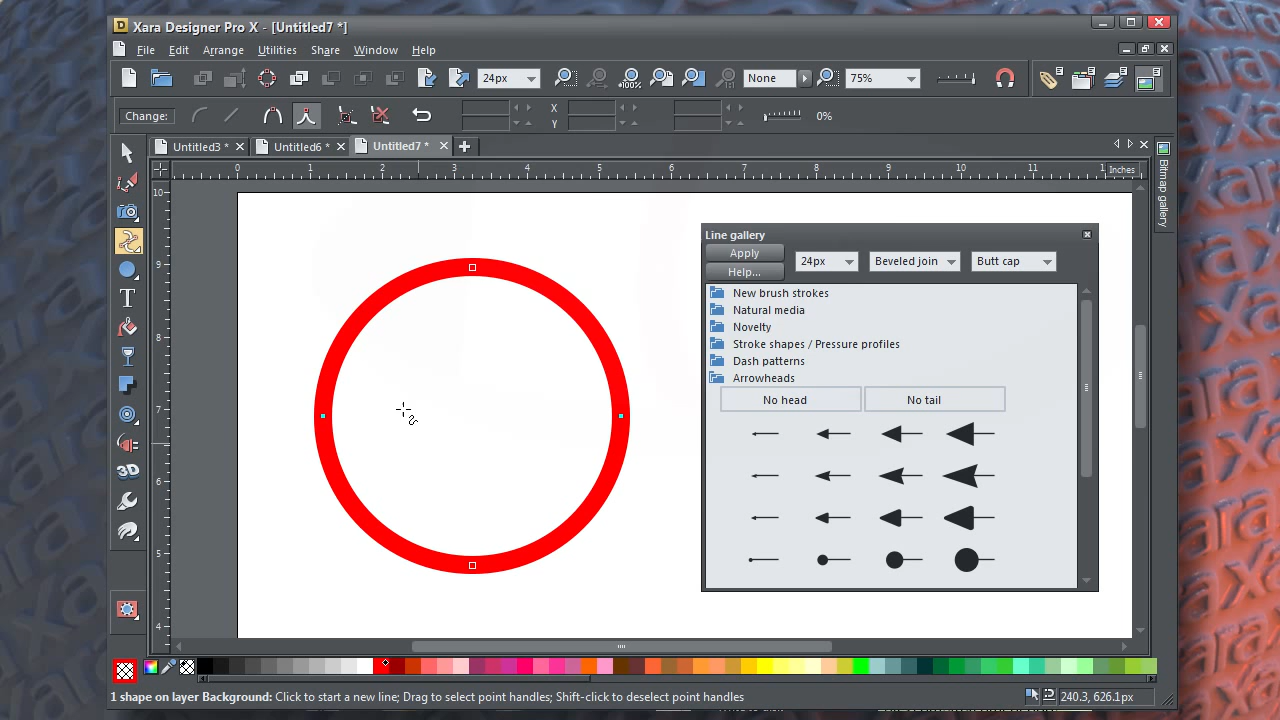 Xara Designer Pro X - [Untitled7 *]
File Edit Arrange Utilities Share Window Help
24px +100% 1:1 None 75%
Change: X y 0%
Untitled3 * Untitled6 * Untitled7 *
0 1 2 3 4 5 6 7 8 9 10 11 Inches
10
9
8
7
6
5
4
T
3D
Bitmap gallery
Line gallery
Apply
Help...
24px Beveled join Butt cap
New brush strokes
Natural media
Novelty
Stroke shapes / Pressure profiles
Dash patterns
Arrowheads
No head No tail
1 shape on layer Background: Click to start a new line; Drag to select point handles; Shift-click to deselect point handles
240.3, 626.1px